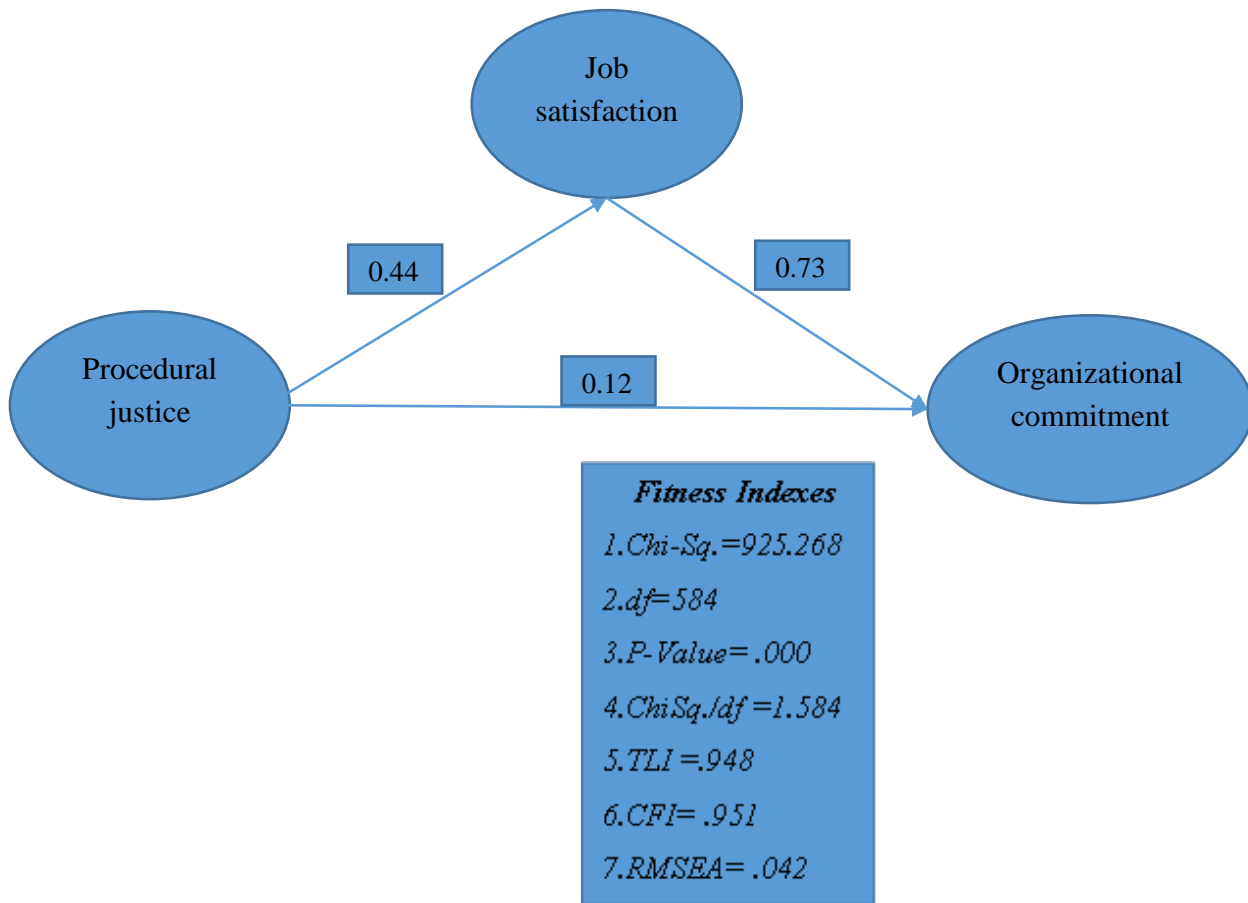 Job
satisfaction
0.44
0.73
Procedural
justice
0.12
Organizational
commitment
Fitness Indexes
1.Chi-Sq.=925.268
2.df=584
3.P-Value= .000
4.ChiSq./df =1.584
5.TLI =.948
6.CFI= .951
7.RMSEA= .042